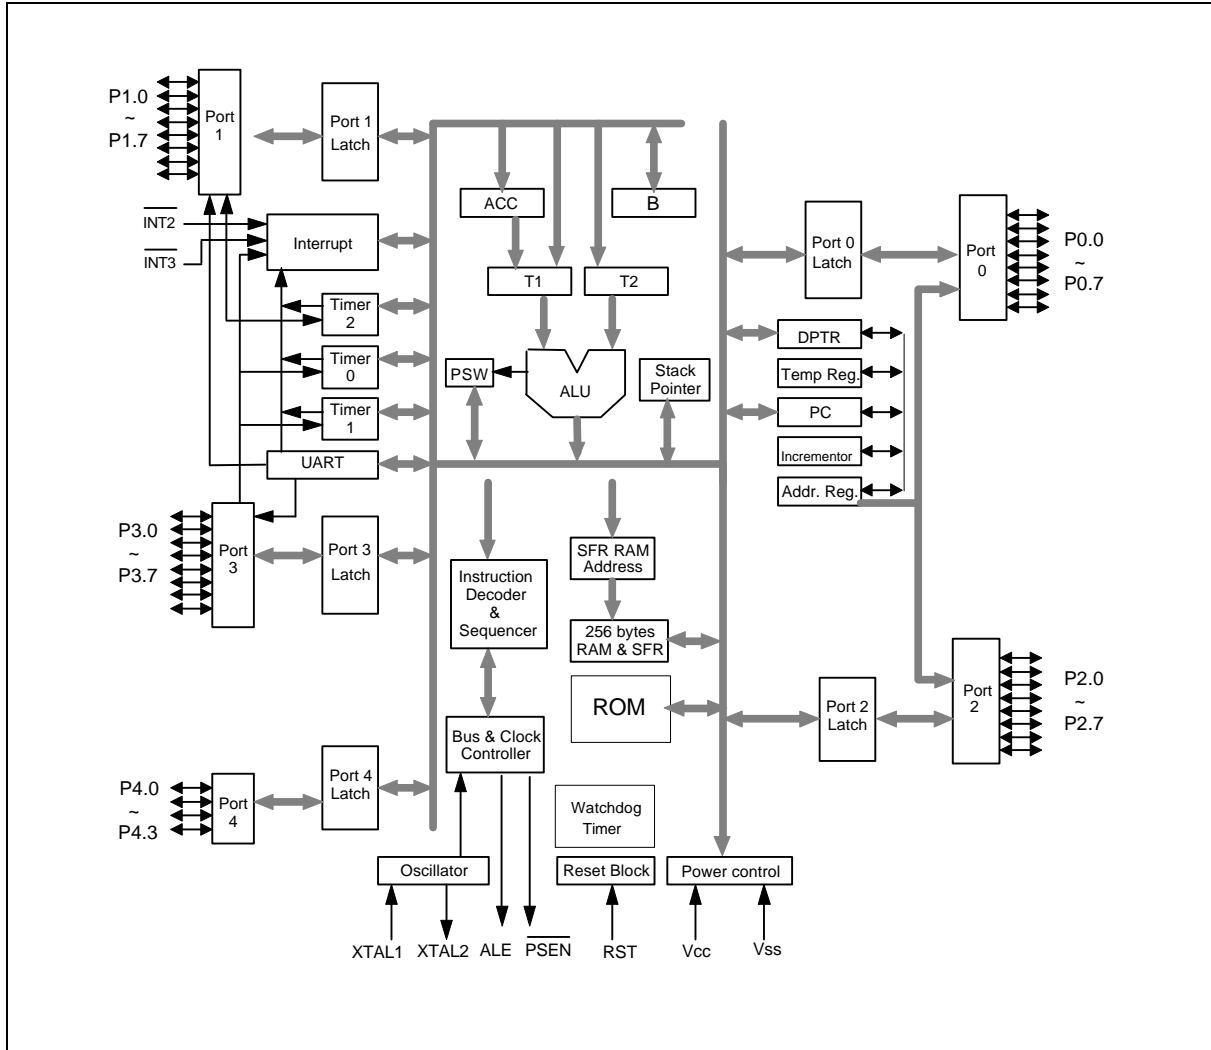 P1.0
~
P1.7
Port
1
Port 1
Latch
INT2
INT3
Interrupt
Timer
2
Timer
0
Timer
1
UART
P3.0
~
P3.7
Port
3
Port 3
Latch
P4.0
~
P4.3
Port
4
Port 4
Latch
ACC
B
T1
T2
PSW
ALU
Stack
Pointer
Instruction
Decoder
&
Sequencer
SFR RAM
Address
256 bytes
RAM & SFR
ROM
Bus & Clock
Controller
Watchdog
Timer
Oscillator
Reset Block
Power control
XTAL1
XTAL2
ALE
PSEN
RST
Vcc
Vss
Port 0
Latch
Port
0
P0.0
~
P0.7
DPTR
Temp Reg.
PC
Incrementor
Addr. Reg.
Port 2
Latch
Port
2
P2.0
~
P2.7